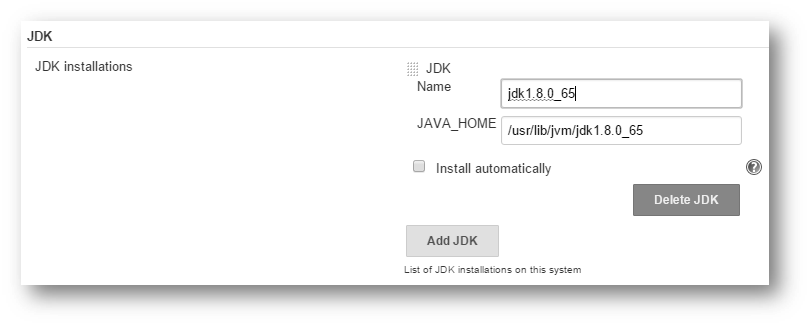 JDK
JDK installations
JDK
Name
jdk1.8.0_65
JAVA_HOME
/usr/lib/jvm/jdk1.8.0_65
Install automatically
?
Delete JDK
Add JDK
List of JDK installations on this system